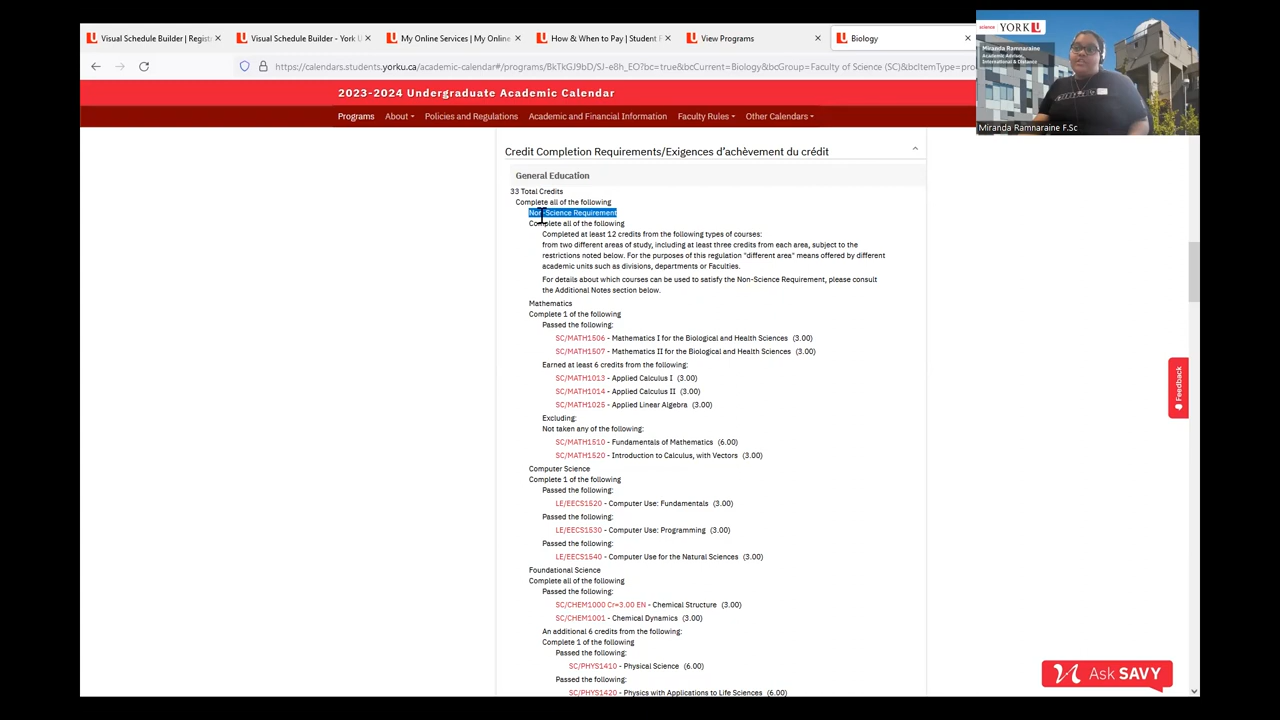 Visual Schedule Builder | Regist
Visual Schedule Builder - York U
My Online Services | My Online
How & When to Pay | Student F
View Programs
Biology
science YORK U
Miranda Ramnaraine
Academic Advisor,
International & Distance
Miranda Ramnaraine F.Sc
calendars.students.yorku.ca/academic-calendar#/programs/BkTkGJ9bD/SJ-e8h_EO?bc=true&bcCurrent=Biology&bcGroup=Faculty of Science (SC)&bcItemType=pro
2023-2024 Undergraduate Academic Calendar
Programs About Policies and Regulations Academic and Financial Information Faculty Rules Other Calendars
Credit Completion Requirements/Exigences d'achèvement du crédit
General Education
33 Total Credits
Complete all of the following
Non-Science Requirement
Complete all of the following
Completed at least 12 credits from the following types of courses:
from two different areas of study, including at least three credits from each area, subject to the
restrictions noted below. For the purposes of this regulation "different area" means offered by different
academic units such as divisions, departments or Faculties.
For details about which courses can be used to satisfy the Non-Science Requirement, please consult
the Additional Notes section below.
Mathematics
Complete 1 of the following
Passed the following:
SC/MATH1506 - Mathematics I for the Biological and Health Sciences (3.00)
SC/MATH1507 - Mathematics II for the Biological and Health Sciences (3.00)
Earned at least 6 credits from the following:
SC/MATH1013 - Applied Calculus I (3.00)
SC/MATH1014 - Applied Calculus II (3.00)
SC/MATH1025 - Applied Linear Algebra (3.00)
Excluding:
Not taken any of the following:
SC/MATH1510 - Fundamentals of Mathematics (6.00)
SC/MATH1520 - Introduction to Calculus, with Vectors (3.00)
Computer Science
Complete 1 of the following
Passed the following:
LE/EECS1520 - Computer Use: Fundamentals (3.00)
Passed the following:
LE/EECS1530 - Computer Use: Programming (3.00)
Passed the following:
LE/EECS1540 - Computer Use for the Natural Sciences (3.00)
Foundational Science
Complete all of the following
Passed the following:
SC/CHEM1000 Cr=3.00 EN - Chemical Structure (3.00)
SC/CHEM1001 - Chemical Dynamics (3.00)
An additional 6 credits from the following:
Complete 1 of the following
Passed the following:
SC/PHYS1410 - Physical Science (6.00)
Passed the following:
SC/PHYS1420 - Physics with Applications to Life Sciences (6.00)
Feedback
Ask SAVY